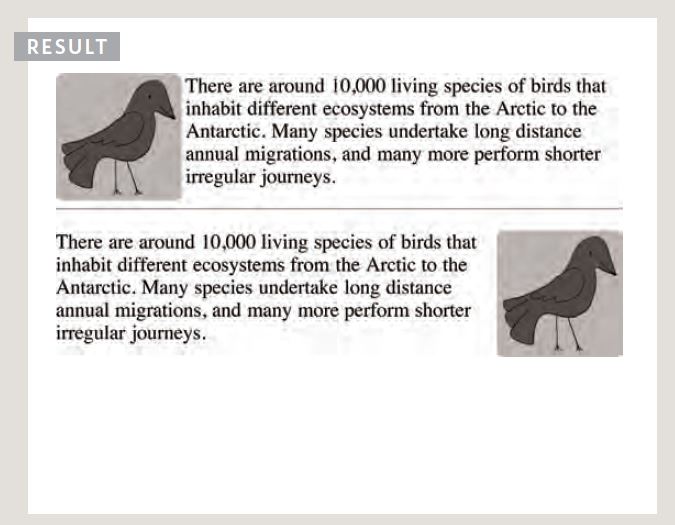 RESULT
There are around 10,000 living species of birds that
inhabit different ecosystems from the Arctic to the
Antarctic. Many species undertake long distance
annual migrations, and many more perform shorter
irregular journeys.
There are around 10,000 living species of birds that
inhabit different ecosystems from the Arctic to the
Antarctic. Many species undertake long distance
annual migrations, and many more perform shorter
irregular journeys.